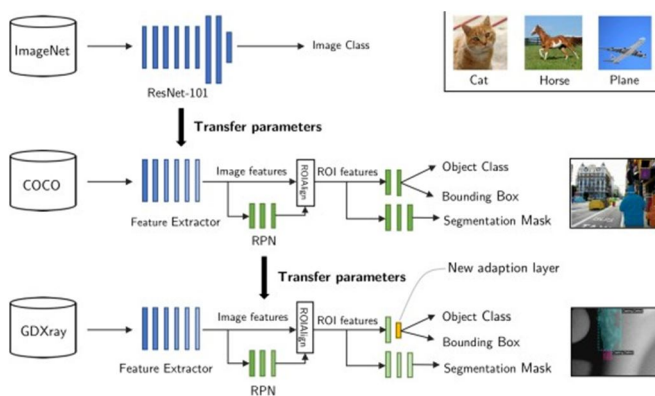 ImageNet
ResNet-101
Image Class
Cat
Horse
Plane
Transfer parameters
COCO
Feature Extractor
Image features
RPN
ROIAlign
ROI features
Object Class
Bounding Box
Segmentation Mask
Transfer parameters
New adaption layer
GDXray
Feature Extractor
Image features
RPN
ROIAlign
ROI features
Object Class
Bounding Box
Segmentation Mask